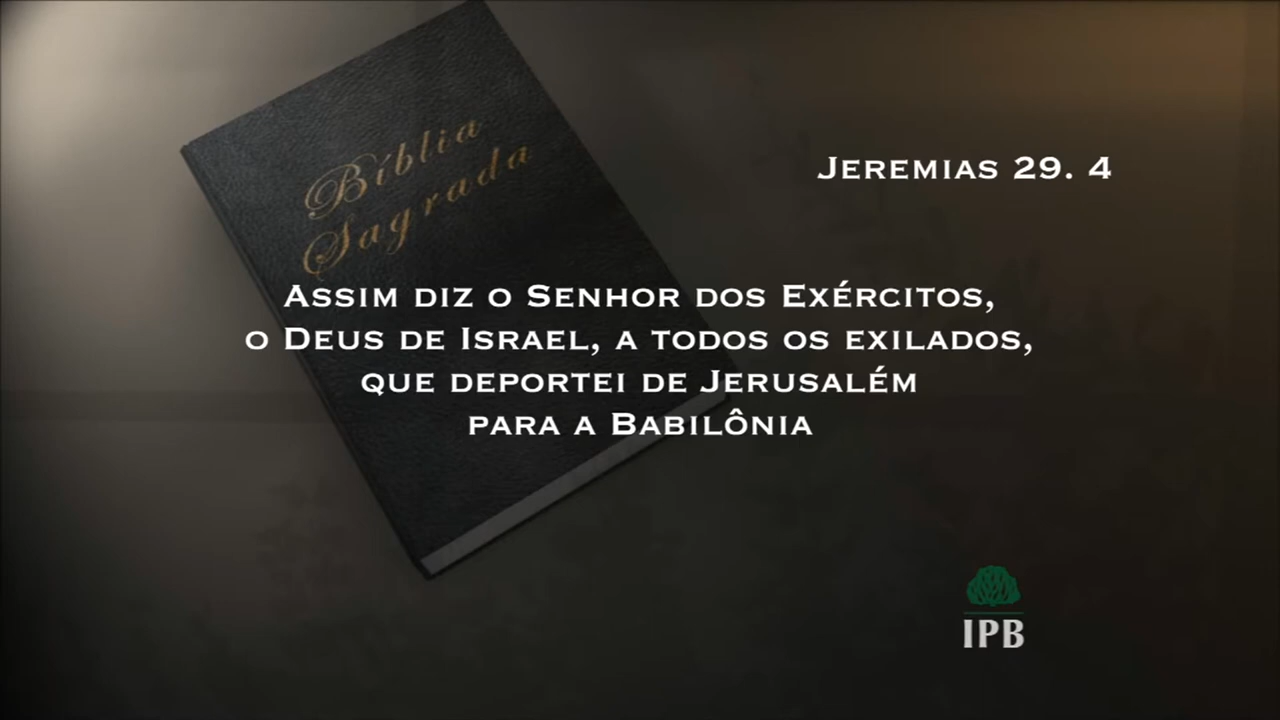 Bíblia
Sagrada
Jeremias 29. 4
Assim diz o Senhor dos Exércitos,
o Deus de Israel, a todos os exilados,
que deportei de Jerusalém
para a Babilônia
IPB